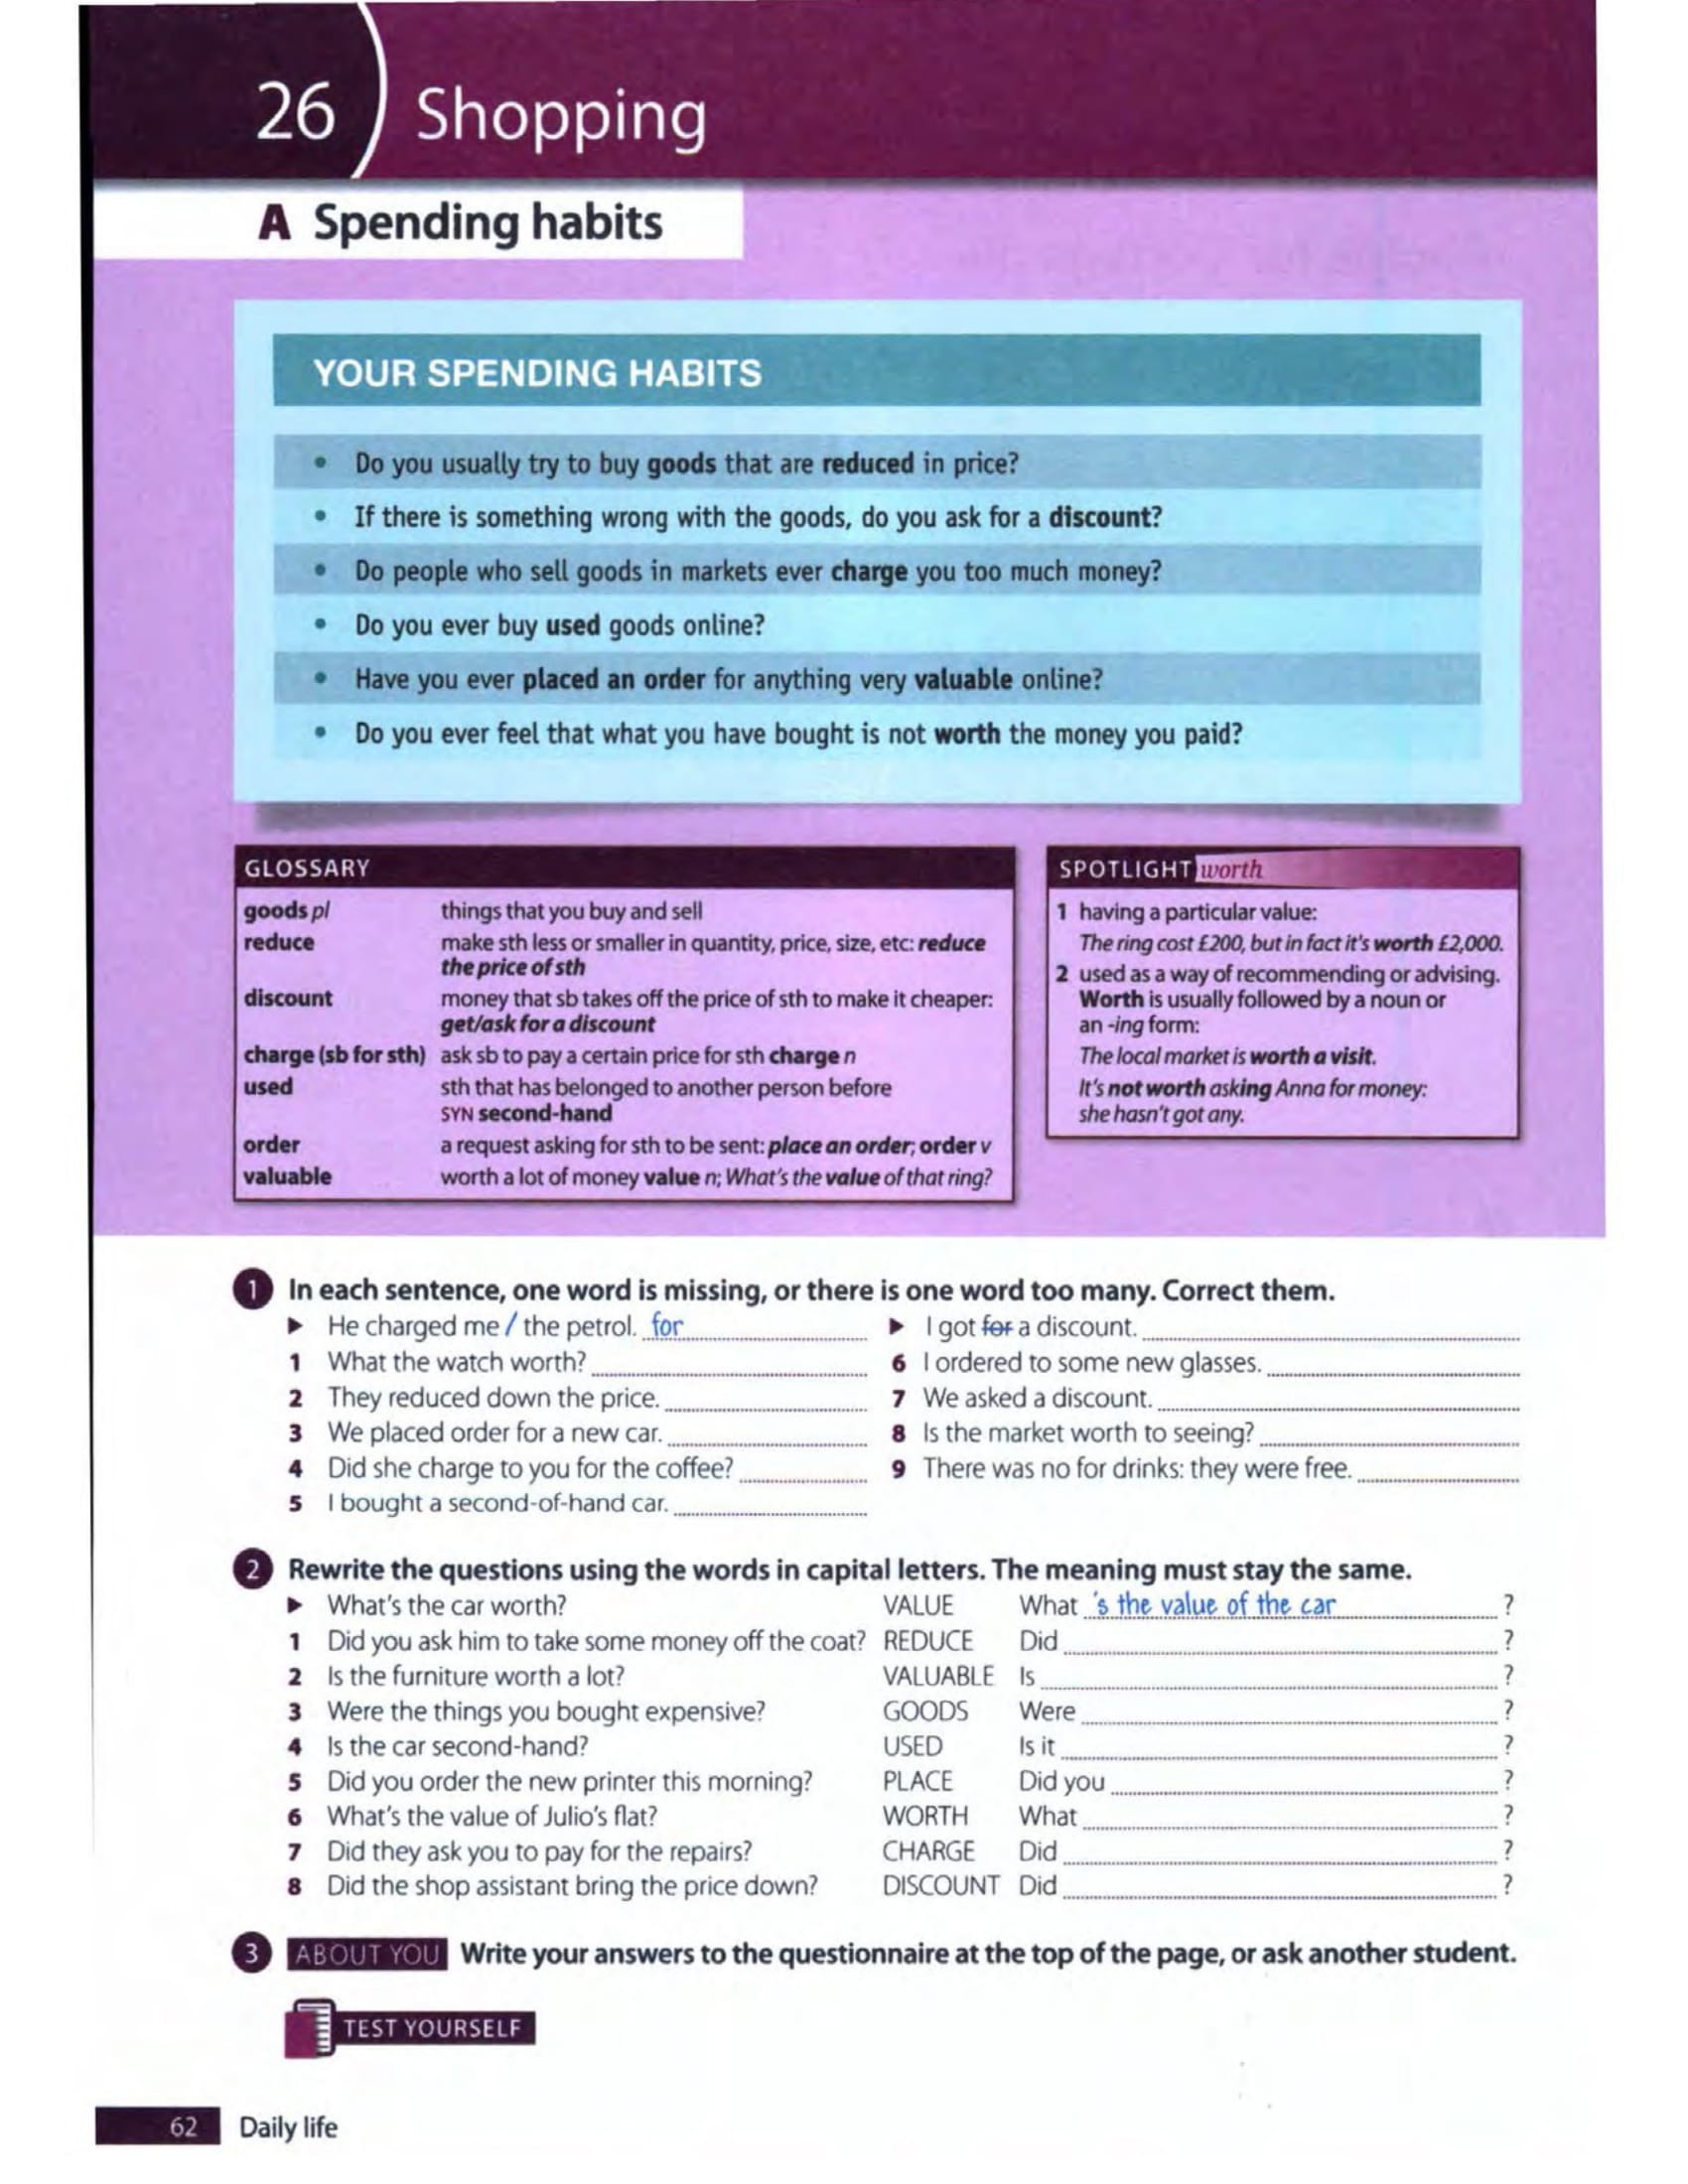 26 Shopping
A Spending habits
YOUR SPENDING HABITS
• Do you usually try to buy goods that are reduced in price?
• If there is something wrong with the goods, do you ask for a discount?
• Do people who sell goods in markets ever charge you too much money?
• Do you ever buy used goods online?
• Have you ever placed an order for anything very valuable online?
• Do you ever feel that what you have bought is not worth the money you paid?
GLOSSARY
goods pl things that you buy and sell
reduce make sth less or smaller in quantity, price, size, etc: reduce
the price of sth
discount money that sb takes off the price of sth to make it cheaper:
get/ask for a discount
charge (sb for sth) ask sb to pay a certain price for sth charge n
used sth that has belonged to another person before
SYN second-hand
order a request asking for sth to be sent: place an order; order v
valuable worth a lot of money value n; What's the value of that ring?
SPOTLIGHT worth
1 having a particular value:
The ring cost £200, but in fact it's worth £2,000.
2 used as a way of recommending or advising.
Worth is usually followed by a noun or
an -ing form:
The local market is worth a visit.
It's not worth asking Anna for money:
she hasn't got any.
1 In each sentence, one word is missing, or there is one word too many. Correct them.
▶ He charged me / the petrol. for
1 What the watch worth?
2 They reduced down the price.
3 We placed order for a new car.
4 Did she charge to you for the coffee?
5 I bought a second-of-hand car.
▶ I got for a discount.
6 I ordered to some new glasses.
7 We asked a discount.
8 Is the market worth to seeing?
9 There was no for drinks: they were free.
2 Rewrite the questions using the words in capital letters. The meaning must stay the same.
▶ What's the car worth? VALUE What 's the value of the car ?
1 Did you ask him to take some money off the coat? REDUCE Did ?
2 Is the furniture worth a lot? VALUABLE Is ?
3 Were the things you bought expensive? GOODS Were ?
4 Is the car second-hand? USED Is it ?
5 Did you order the new printer this morning? PLACE Did you ?
6 What's the value of Julio's flat? WORTH What ?
7 Did they ask you to pay for the repairs? CHARGE Did ?
8 Did the shop assistant bring the price down? DISCOUNT Did ?
3 ABOUT YOU Write your answers to the questionnaire at the top of the page, or ask another student.
TEST YOURSELF
62 Daily life